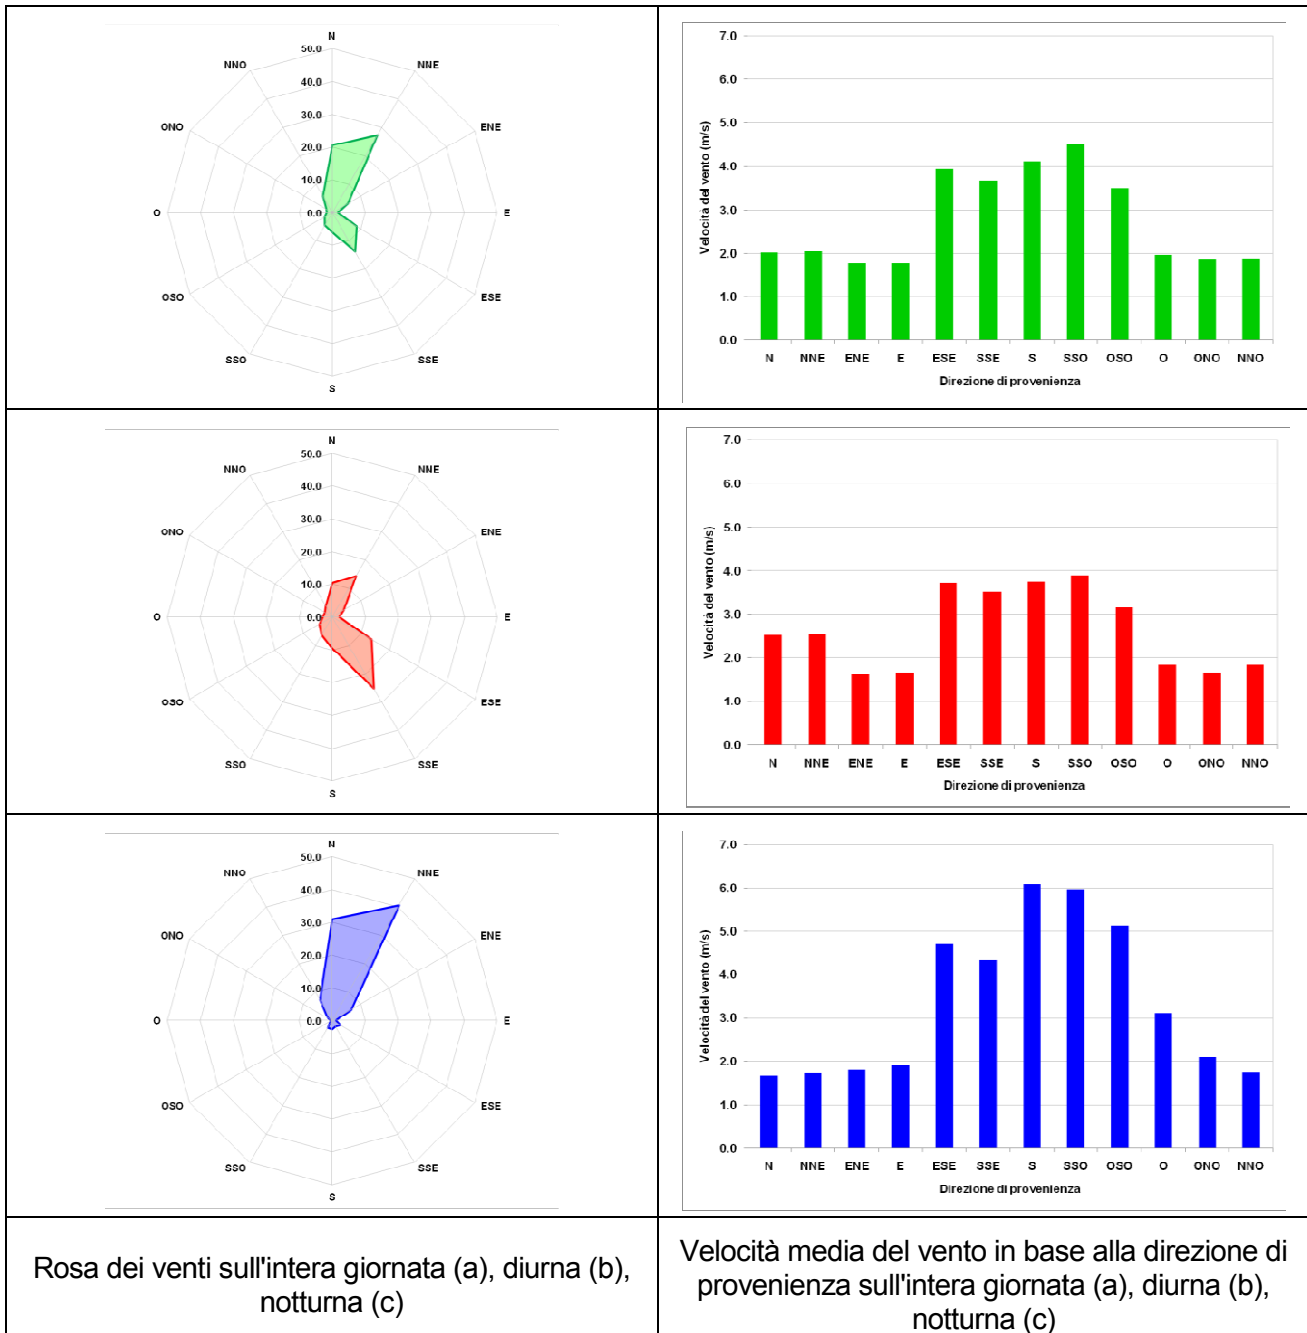 N
50.0
NNO
NNE
40.0
30.0
ONO
ENE
20.0
10.0
O
0.0
E
OSO
ESE
SSO
SSE
S
7.0
6.0
5.0
4.0
3.0
2.0
1.0
0.0
Velocità del vento (m/s)
N NNE ENE E ESE SSE S SSO OSO O ONO NNO
Direzione di provenienza
N
50.0
NNO
NNE
40.0
30.0
ONO
ENE
20.0
10.0
O
0.0
E
OSO
ESE
SSO
SSE
S
7.0
6.0
5.0
4.0
3.0
2.0
1.0
0.0
Velocità del vento (m/s)
N NNE ENE E ESE SSE S SSO OSO O ONO NNO
Direzione di provenienza
N
50.0
NNO
NNE
40.0
30.0
ONO
ENE
20.0
10.0
O
0.0
E
OSO
ESE
SSO
SSE
S
7.0
6.0
5.0
4.0
3.0
2.0
1.0
0.0
Velocità del vento (m/s)
N NNE ENE E ESE SSE S SSO OSO O ONO NNO
Direzione di provenienza
Rosa dei venti sull'intera giornata (a), diurna (b),
notturna (c)
Velocità media del vento in base alla direzione di
provenienza sull'intera giornata (a), diurna (b),
notturna (c)